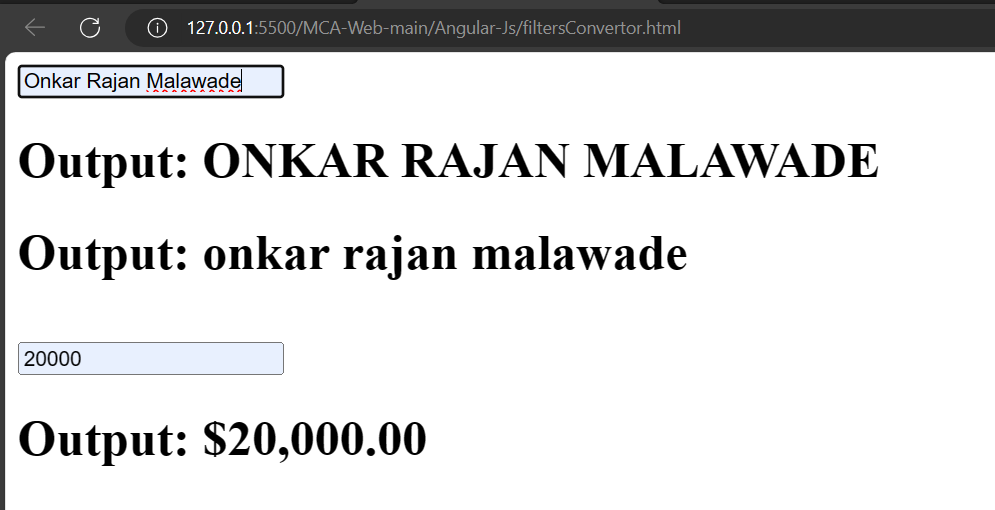 127.0.0.1:5500/MCA-Web-main/Angular-Js/filtersConvertor.html
Onkar Rajan Malawade
Output: ONKAR RAJAN MALAWADE
Output: onkar rajan malawade
20000
Output: $20,000.00